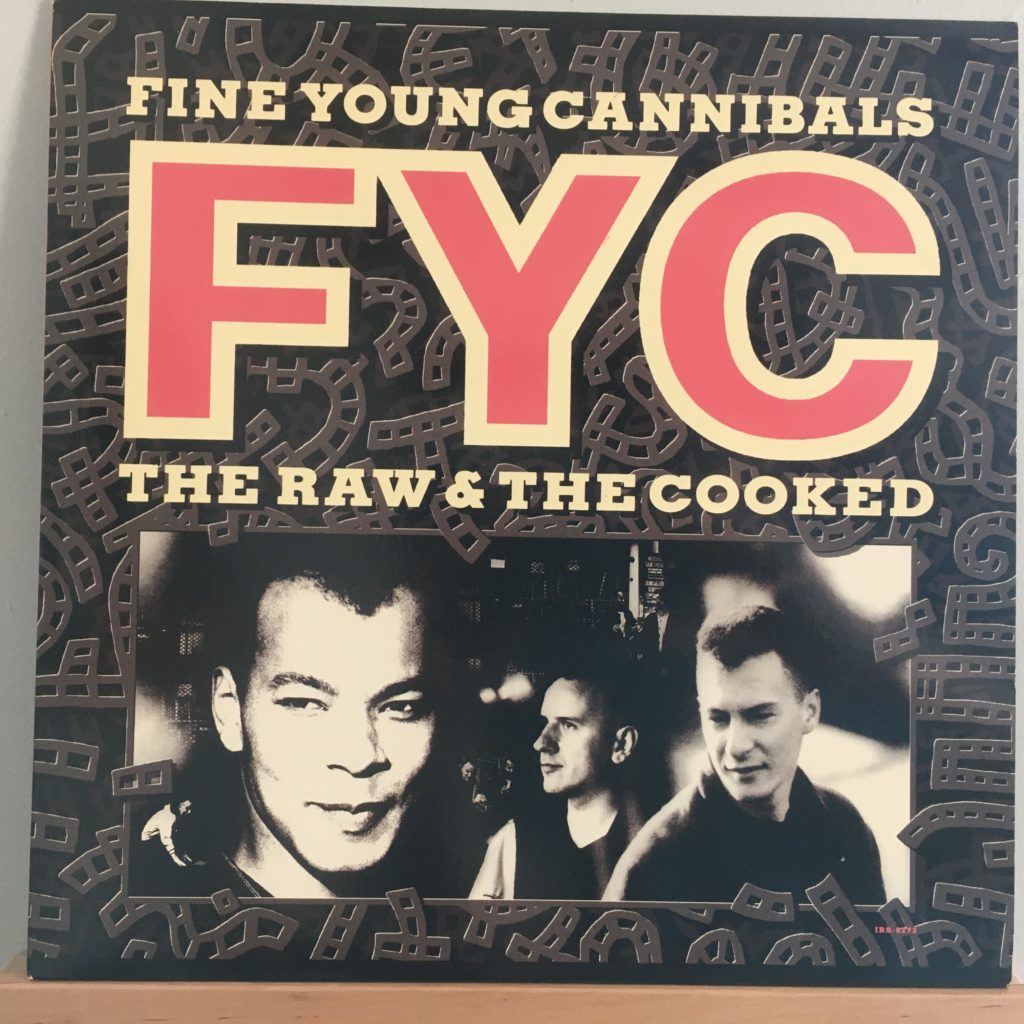 FINE YOUNG CANNIBALS
FYC
THE RAW & THE COOKED